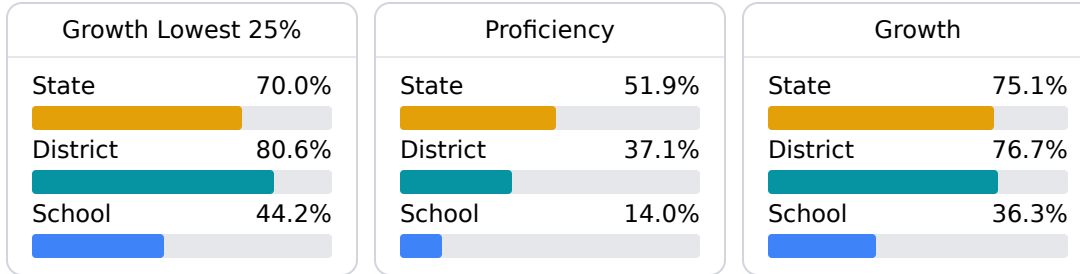 Growth Lowest 25%
State 70.0%
District 80.6%
School 44.2%
Proficiency
State 51.9%
District 37.1%
School 14.0%
Growth
State 75.1%
District 76.7%
School 36.3%